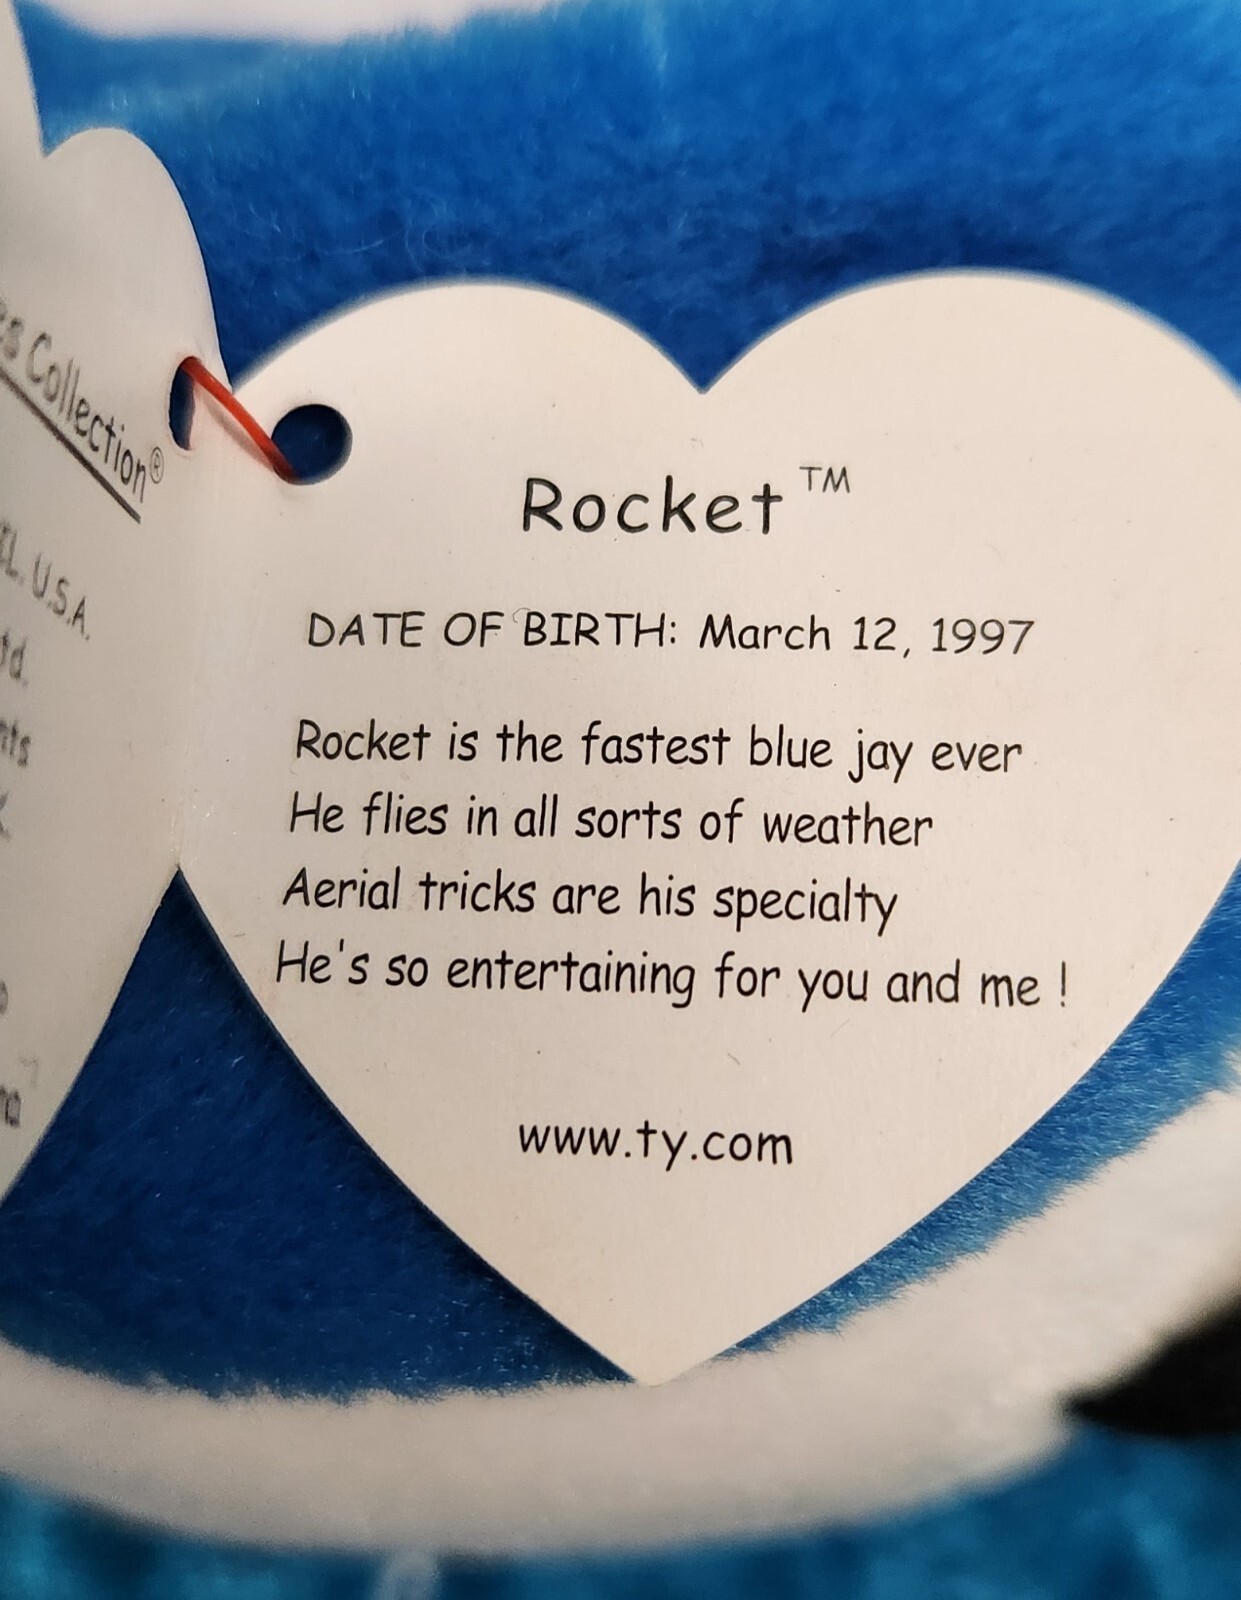 Collection®
U.S.A.
Rocket™
DATE OF BIRTH: March 12, 1997
Rocket is the fastest blue jay ever
He flies in all sorts of weather
Aerial tricks are his specialty
He's so entertaining for you and me !
www.ty.com